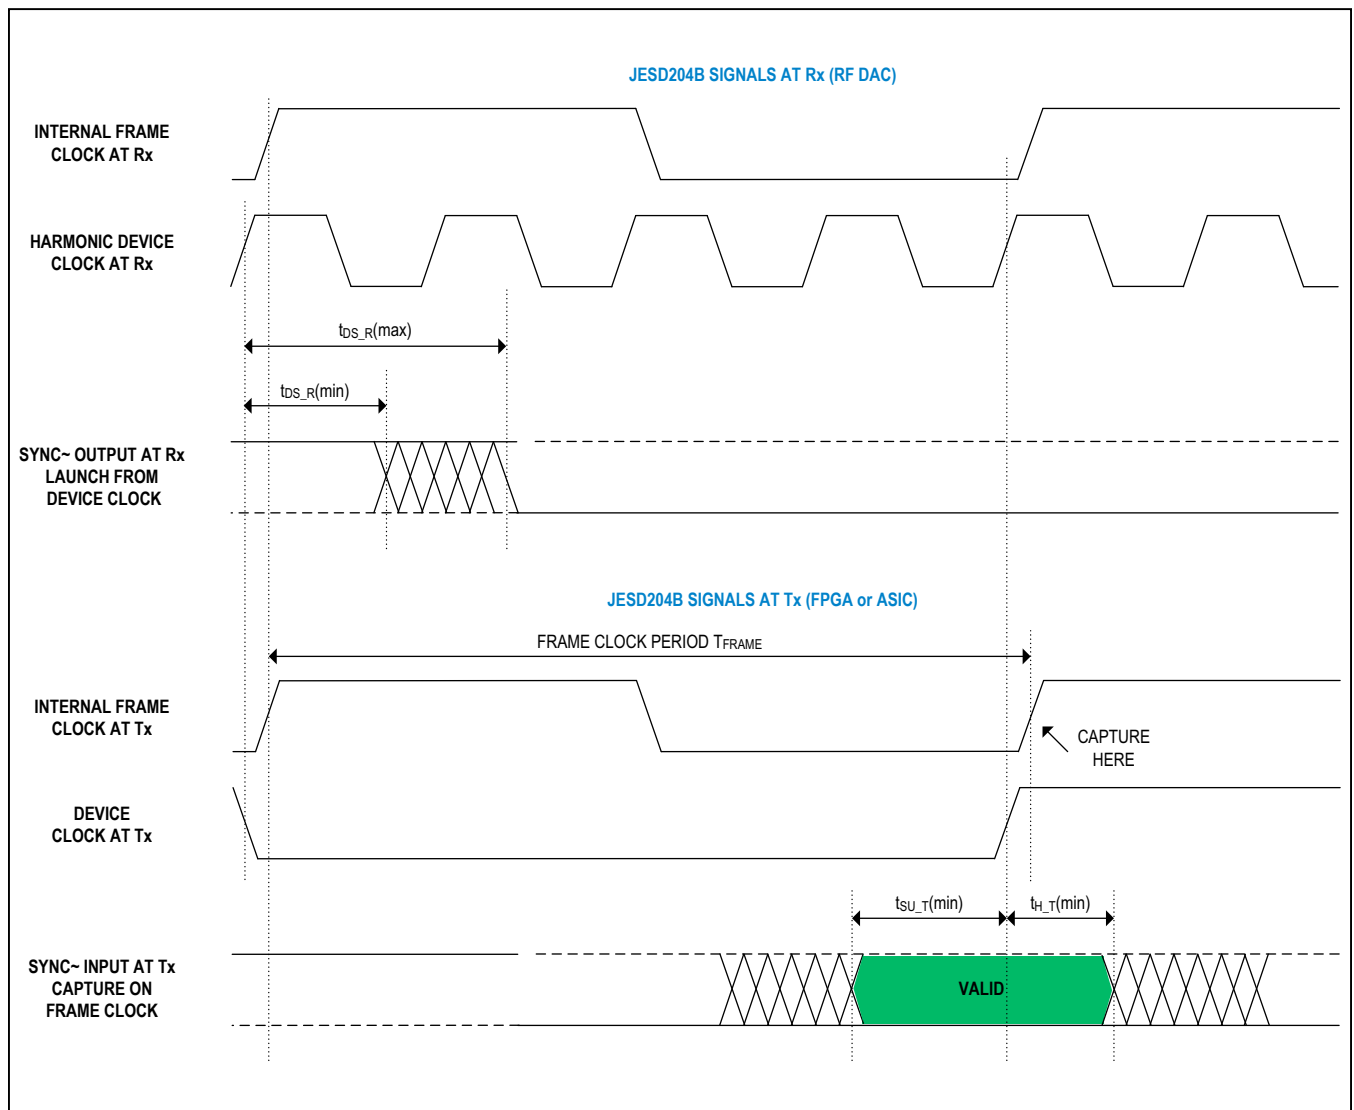 JESD204B SIGNALS AT Rx (RF DAC)
INTERNAL FRAME
CLOCK AT Rx
HARMONIC DEVICE
CLOCK AT Rx
tDS_R(max)
tDS_R(min)
SYNC~ OUTPUT AT Rx
LAUNCH FROM
DEVICE CLOCK
JESD204B SIGNALS AT Tx (FPGA or ASIC)
FRAME CLOCK PERIOD TFRAME
INTERNAL FRAME
CLOCK AT Tx
CAPTURE
HERE
DEVICE
CLOCK AT Tx
tSU_T(min)
tH_T(min)
SYNC~ INPUT AT Tx
CAPTURE ON
FRAME CLOCK
VALID